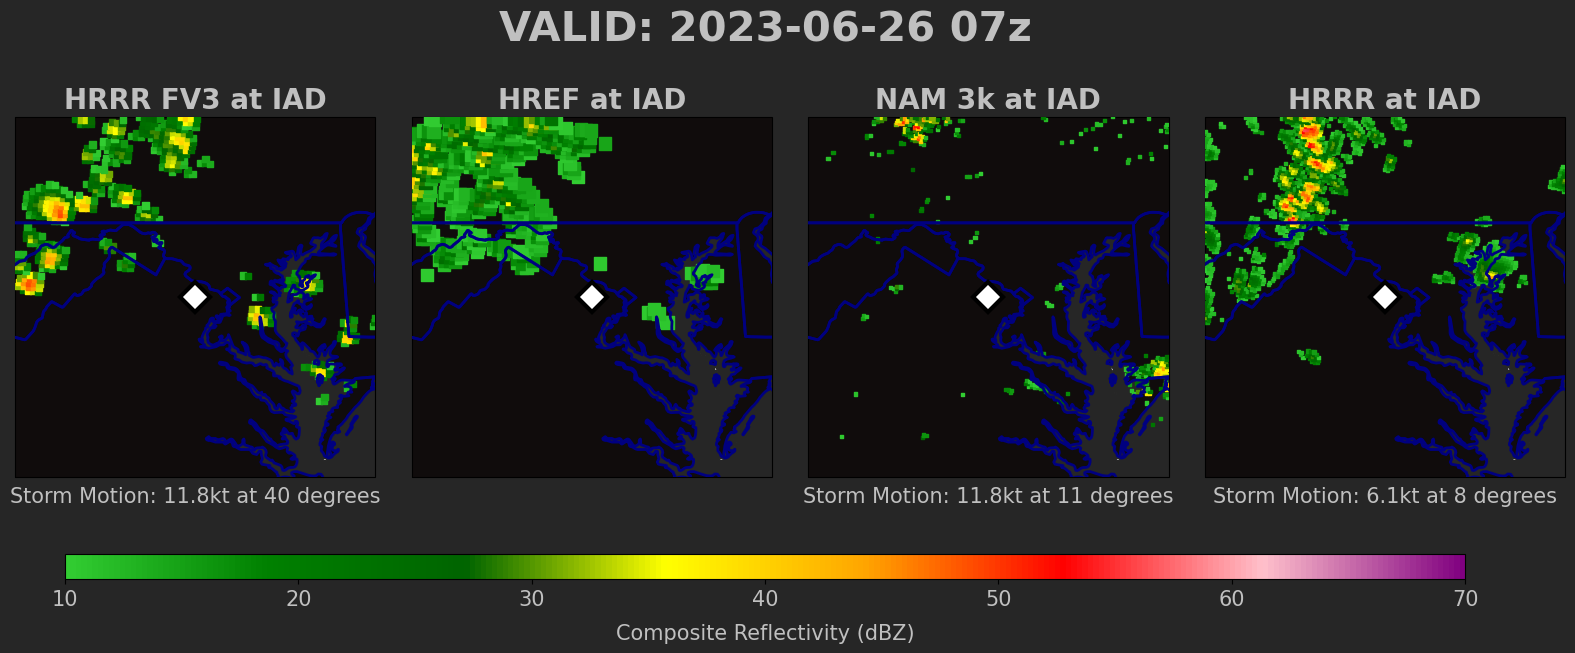 VALID: 2023-06-26 07z
HRRR FV3 at IAD
HREF at IAD
NAM 3k at IAD
HRRR at IAD
Storm Motion: 11.8kt at 40 degrees
Storm Motion: 11.8kt at 11 degrees
Storm Motion: 6.1kt at 8 degrees
10 20 30 40 50 60 70
Composite Reflectivity (dBZ)